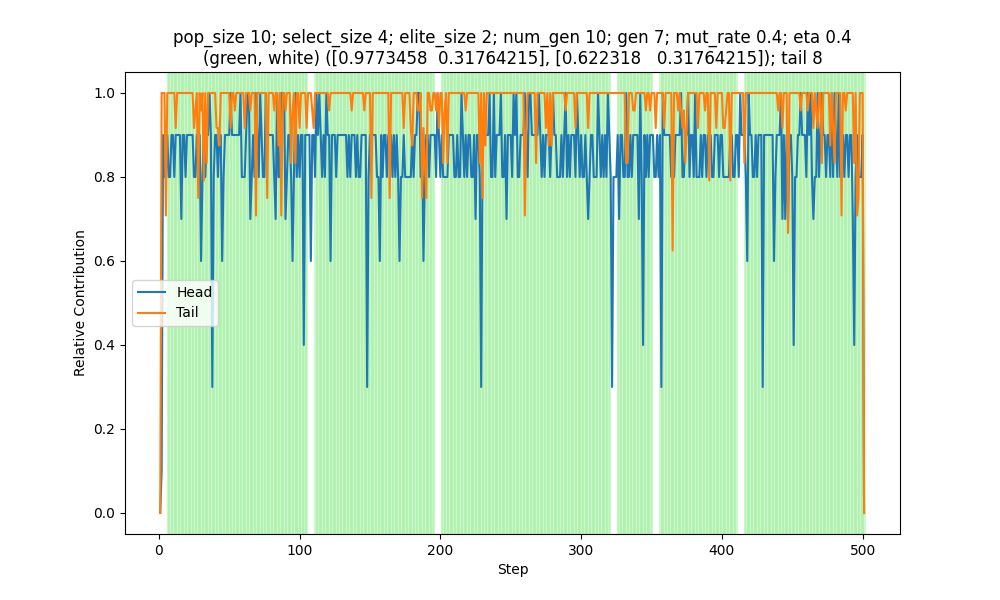 pop_size 10; select_size 4; elite_size 2; num_gen 10; gen 7; mut_rate 0.4; eta 0.4
(green, white) ([0.9773458  0.31764215], [0.622318   0.31764215]); tail 8
1.0
0.8
0.6
0.4
0.2
0.0
Relative Contribution
Head
Tail
0
100
200
300
400
500
Step